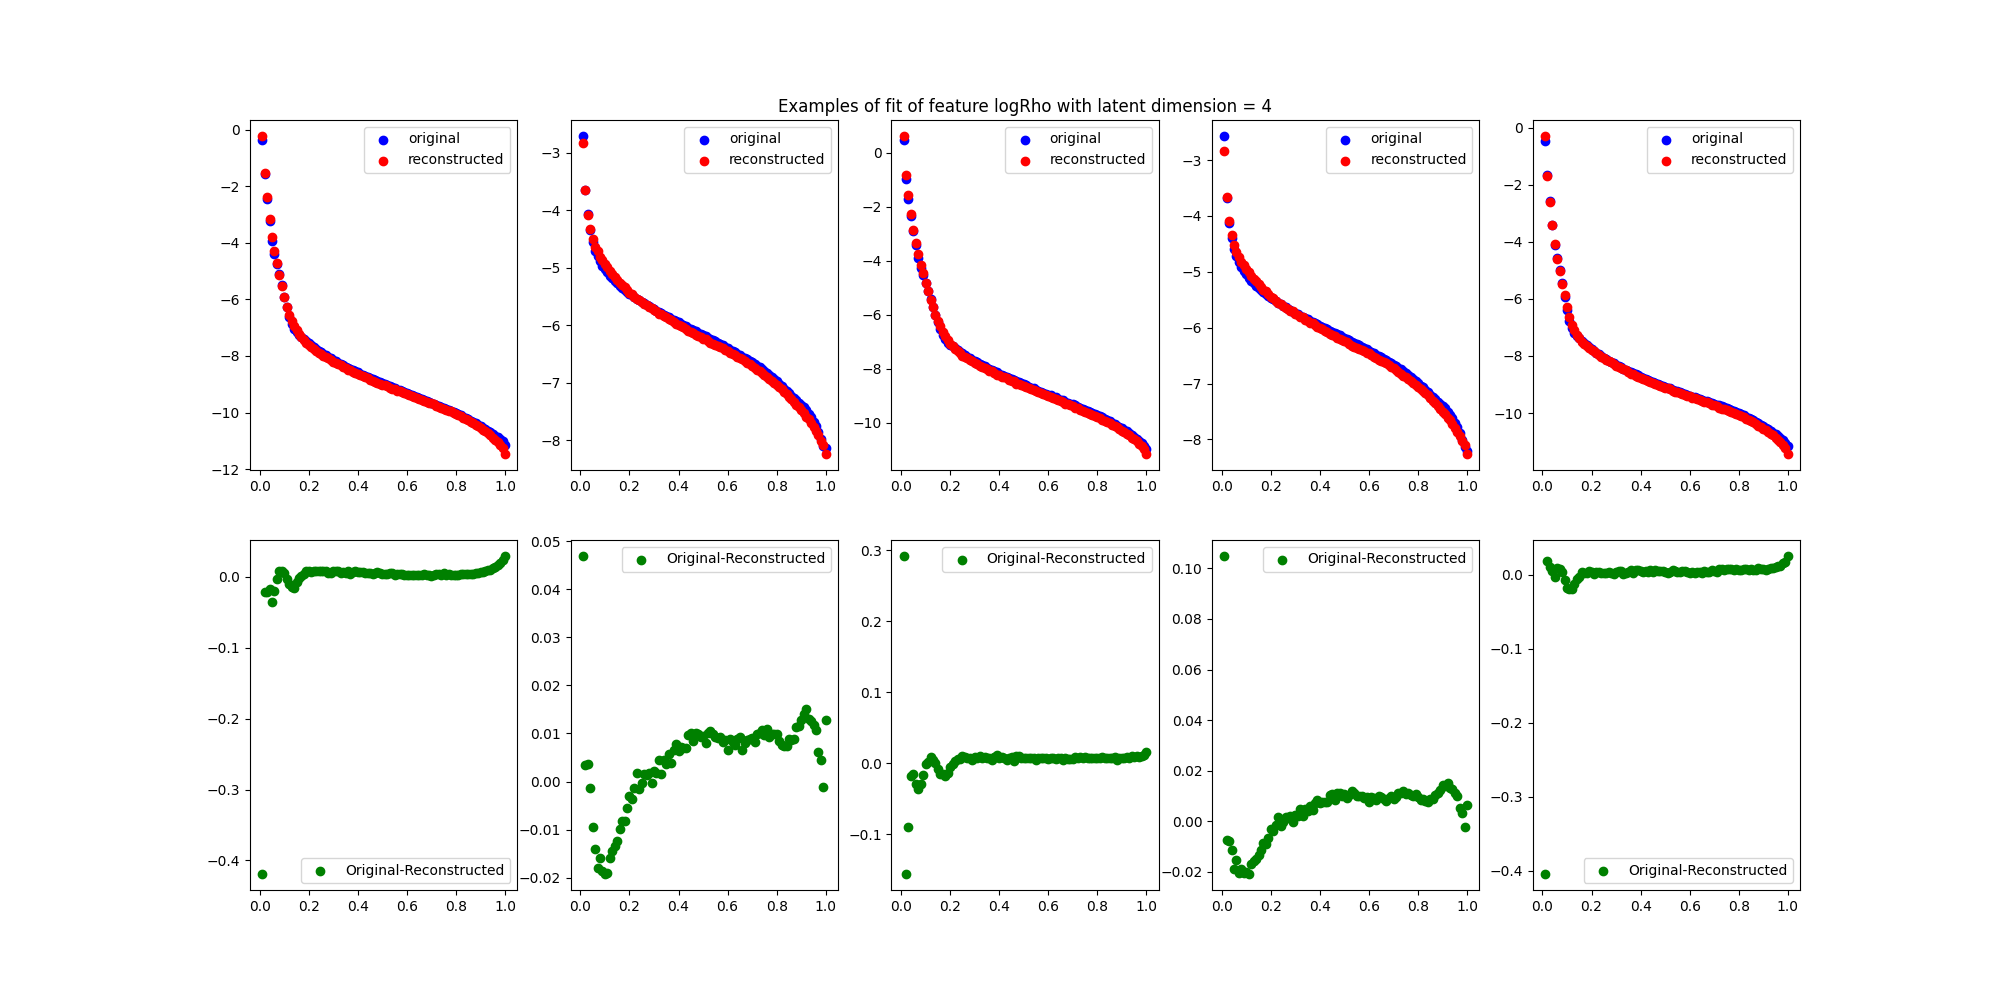 Examples of fit of feature logRho with latent dimension = 4
original
reconstructed
0
−2
−4
−6
−8
−10
−12
0.0 0.2 0.4 0.6 0.8 1.0
original
reconstructed
−3
−4
−5
−6
−7
−8
0.0 0.2 0.4 0.6 0.8 1.0
original
reconstructed
0
−2
−4
−6
−8
−10
0.0 0.2 0.4 0.6 0.8 1.0
original
reconstructed
−3
−4
−5
−6
−7
−8
0.0 0.2 0.4 0.6 0.8 1.0
original
reconstructed
0
−2
−4
−6
−8
−10
0.0 0.2 0.4 0.6 0.8 1.0
0.0
−0.1
−0.2
−0.3
−0.4
Original-Reconstructed
0.0 0.2 0.4 0.6 0.8 1.0
Original-Reconstructed
0.05
0.04
0.03
0.02
0.01
0.00
−0.01
−0.02
0.0 0.2 0.4 0.6 0.8 1.0
Original-Reconstructed
0.3
0.2
0.1
0.0
−0.1
0.0 0.2 0.4 0.6 0.8 1.0
Original-Reconstructed
0.10
0.08
0.06
0.04
0.02
0.00
−0.02
0.0 0.2 0.4 0.6 0.8 1.0
0.0
−0.1
−0.2
−0.3
−0.4
Original-Reconstructed
0.0 0.2 0.4 0.6 0.8 1.0